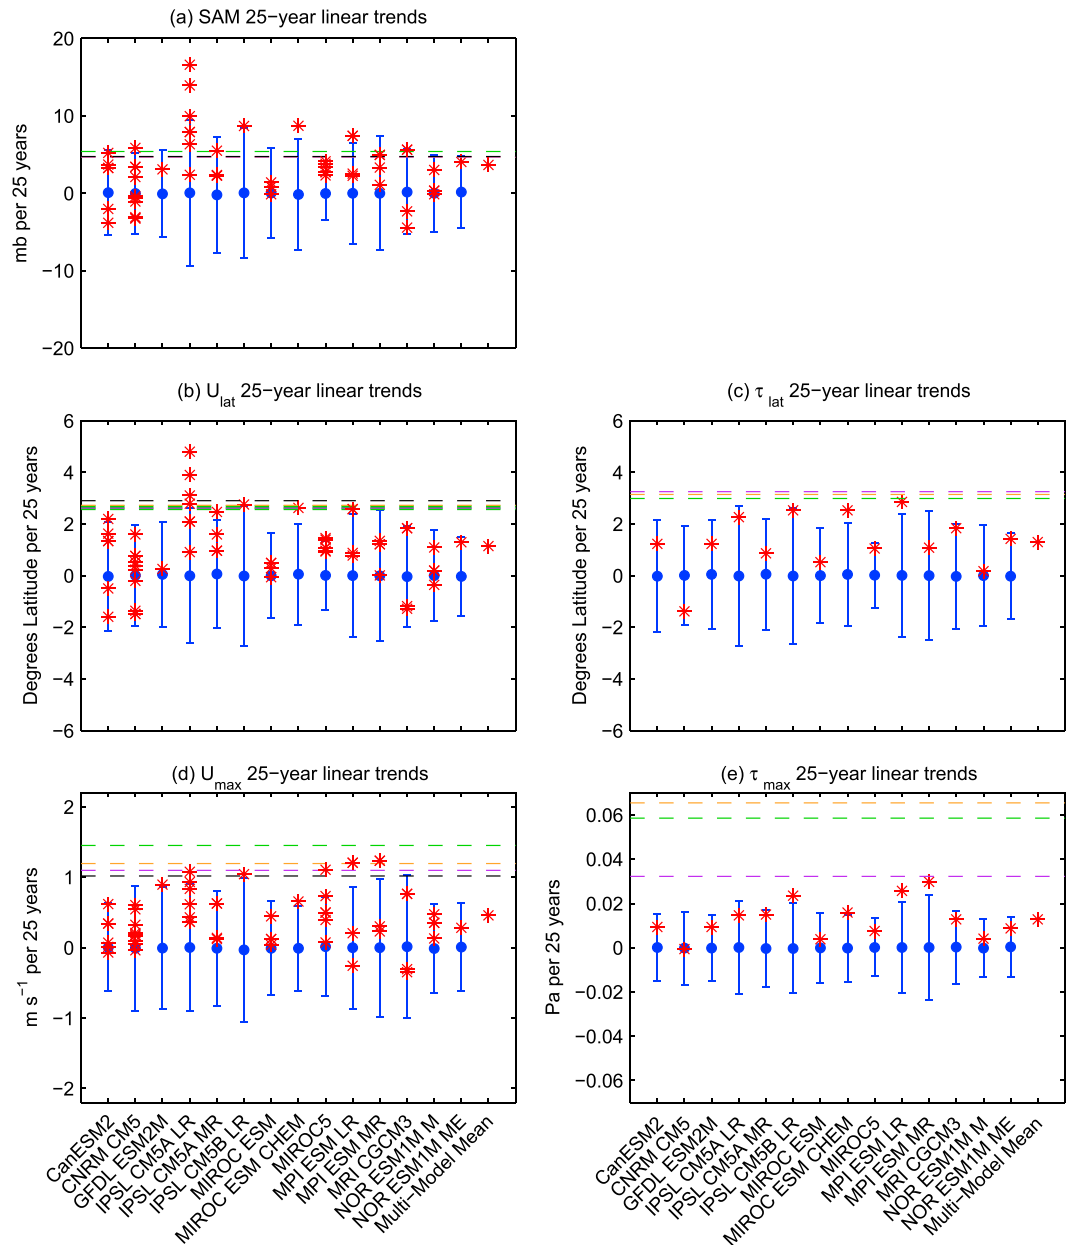 (a) SAM 25−year linear trends
20
10
0
−10
−20
mb per 25 years
(b) U lat 25−year linear trends
6
4
2
0
−2
−4
−6
Degrees Latitude per 25 years
(c) τ lat 25−year linear trends
6
4
2
0
−2
−4
−6
Degrees Latitude per 25 years
(d) U max 25−year linear trends
2
1
0
−1
−2
m s−1 per 25 years
CanESM2
CNRM CM5
GFDL ESM2M
IPSL CM5A LR
IPSL CM5A MR
IPSL CM5B LR
MIROC ESM
MIROC ESM CHEM
MIROC5
MPI ESM LR
MPI ESM MR
MRI CGCM3
NOR ESM1M M
NOR ESM1M ME
Multi−Model Mean
(e) τ max 25−year linear trends
0.06
0.04
0.02
0
−0.02
−0.04
−0.06
Pa per 25 years
CanESM2
CNRM CM5
GFDL ESM2M
IPSL CM5A LR
IPSL CM5A MR
IPSL CM5B LR
MIROC ESM
MIROC ESM CHEM
MIROC5
MPI ESM LR
MPI ESM MR
MRI CGCM3
NOR ESM1M M
NOR ESM1M ME
Multi−Model Mean